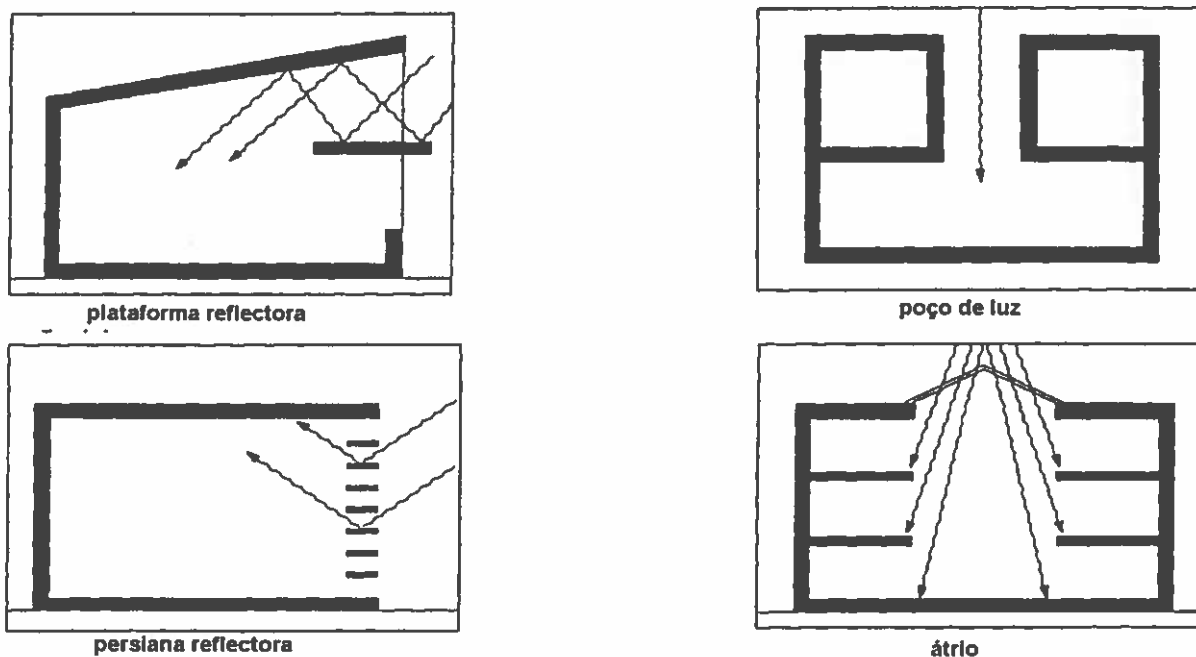 plataforma reflectora
poço de luz
persiana reflectora
átrio